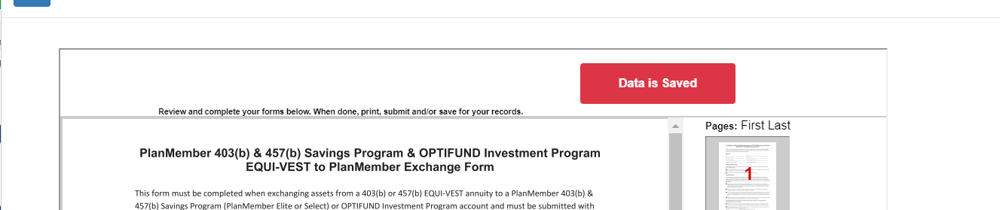 Data is Saved
Review and complete your forms below. When done, print, submit and/or save for your records.
Pages: First Last
PlanMember 403(b) & 457(b) Savings Program & OPTIFUND Investment Program
EQUI-VEST to PlanMember Exchange Form
1
This form must be completed when exchanging assets from a 403(b) or 457(b) EQUI-VEST annuity to a PlanMember 403(b) &
457(b) Savings Program (PlanMember Elite or Select) or OPTIFUND Investment Program account and must be submitted with